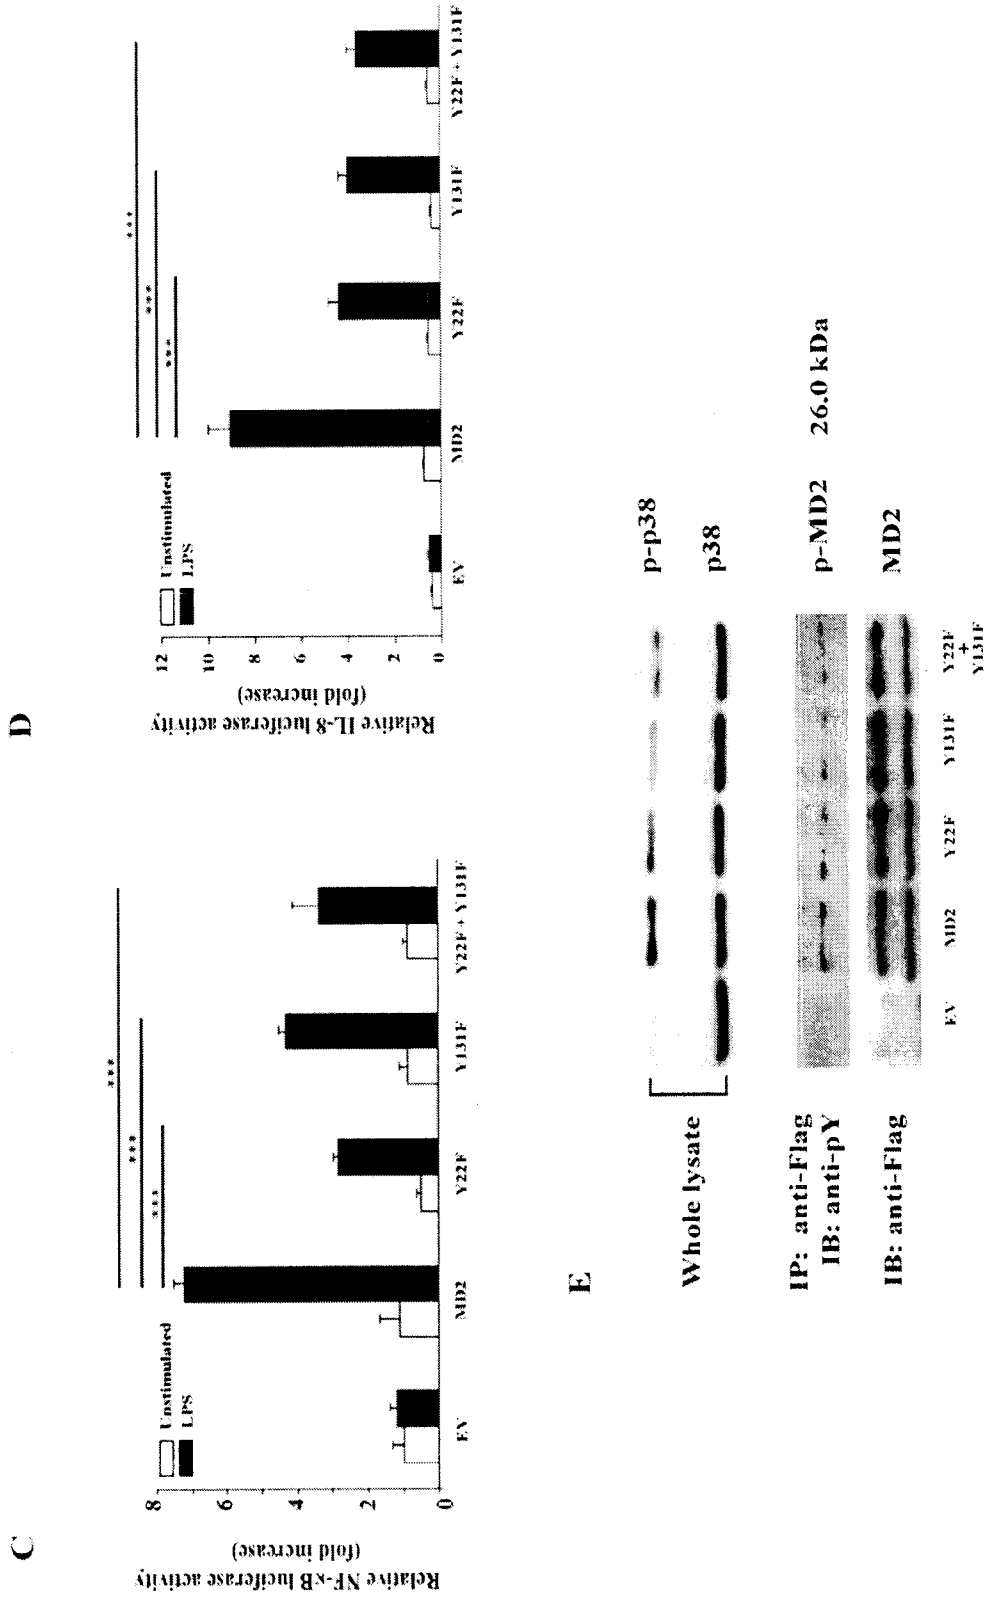 C
Relative NF-κB luciferase activity
(fold increase)
8
6
4
2
0
Unstimulated
LPS
***
***
***
EV
MD2
Y22F
Y131F
Y22F + Y131F
D
Relative IL-8 luciferase activity
(fold increase)
12
10
8
6
4
2
0
Unstimulated
LPS
***
***
***
EV
MD2
Y22F
Y131F
Y22F + Y131F
E
Whole lysate
p-p38
p38
IP: anti-Flag
IB: anti-pY
p-MD2 26.0 kDa
IB: anti-Flag
MD2
EV
MD2
Y22F
Y131F
Y22F
+
Y131F